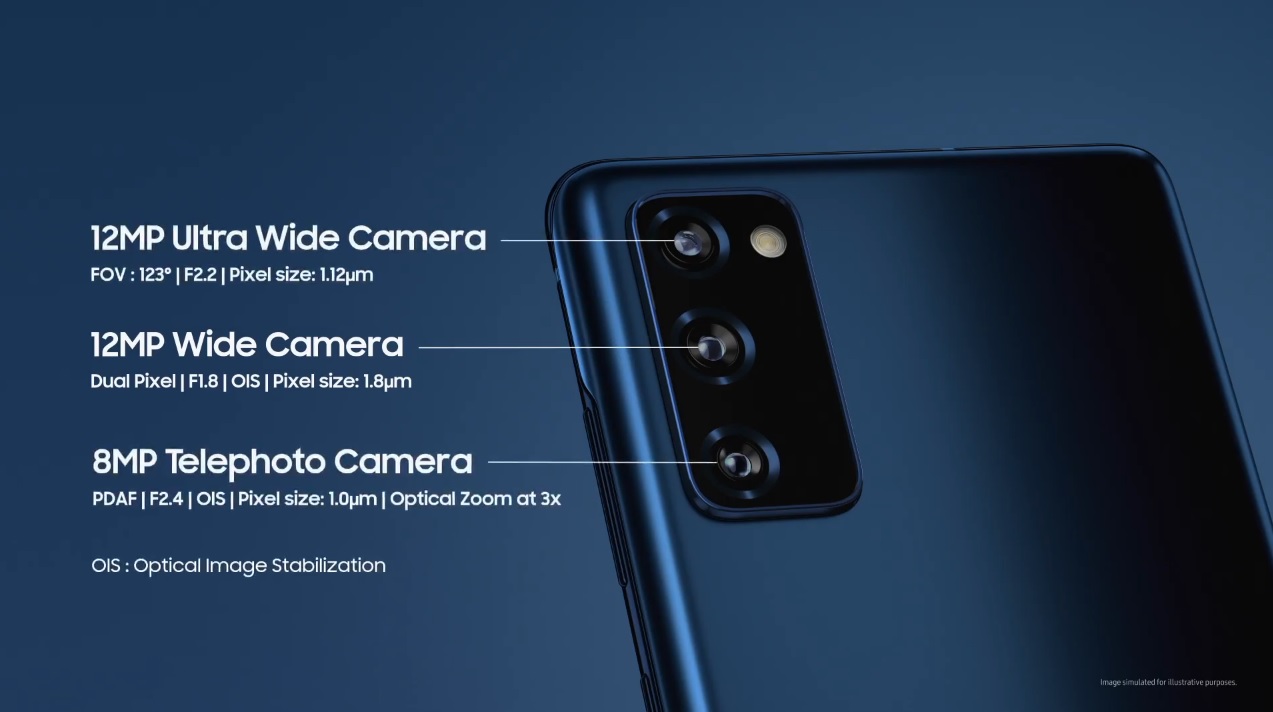 12MP Ultra Wide Camera
FOV : 123° | F2.2 | Pixel size: 1.12μm
12MP Wide Camera
Dual Pixel | F1.8 | OIS | Pixel size: 1.8μm
8MP Telephoto Camera
PDAF | F2.4 | OIS | Pixel size: 1.0μm | Optical Zoom at 3x
OIS : Optical Image Stabilization
Image simulated for illustrative purposes.